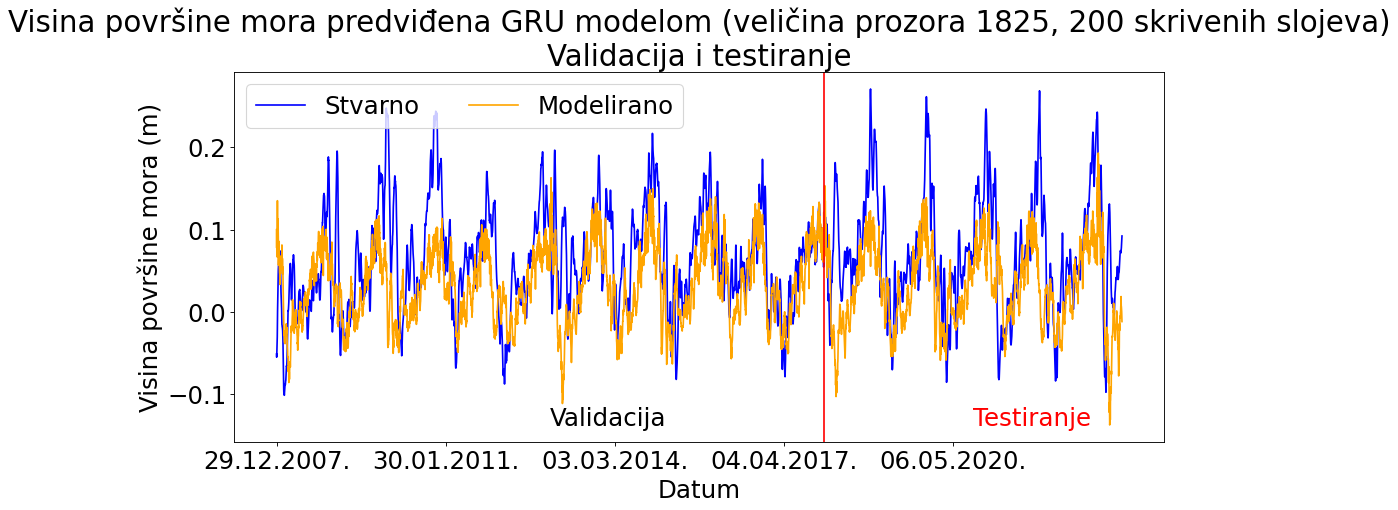 Visina površine mora predviđena GRU modelom (veličina prozora 1825, 200 skrivenih slojeva)
Validacija i testiranje
Stvarno
Modelirano
Visina površine mora (m)
0.2
0.1
0.0
−0.1
Validacija
Testiranje
29.12.2007.
30.01.2011.
03.03.2014.
04.04.2017.
06.05.2020.
Datum